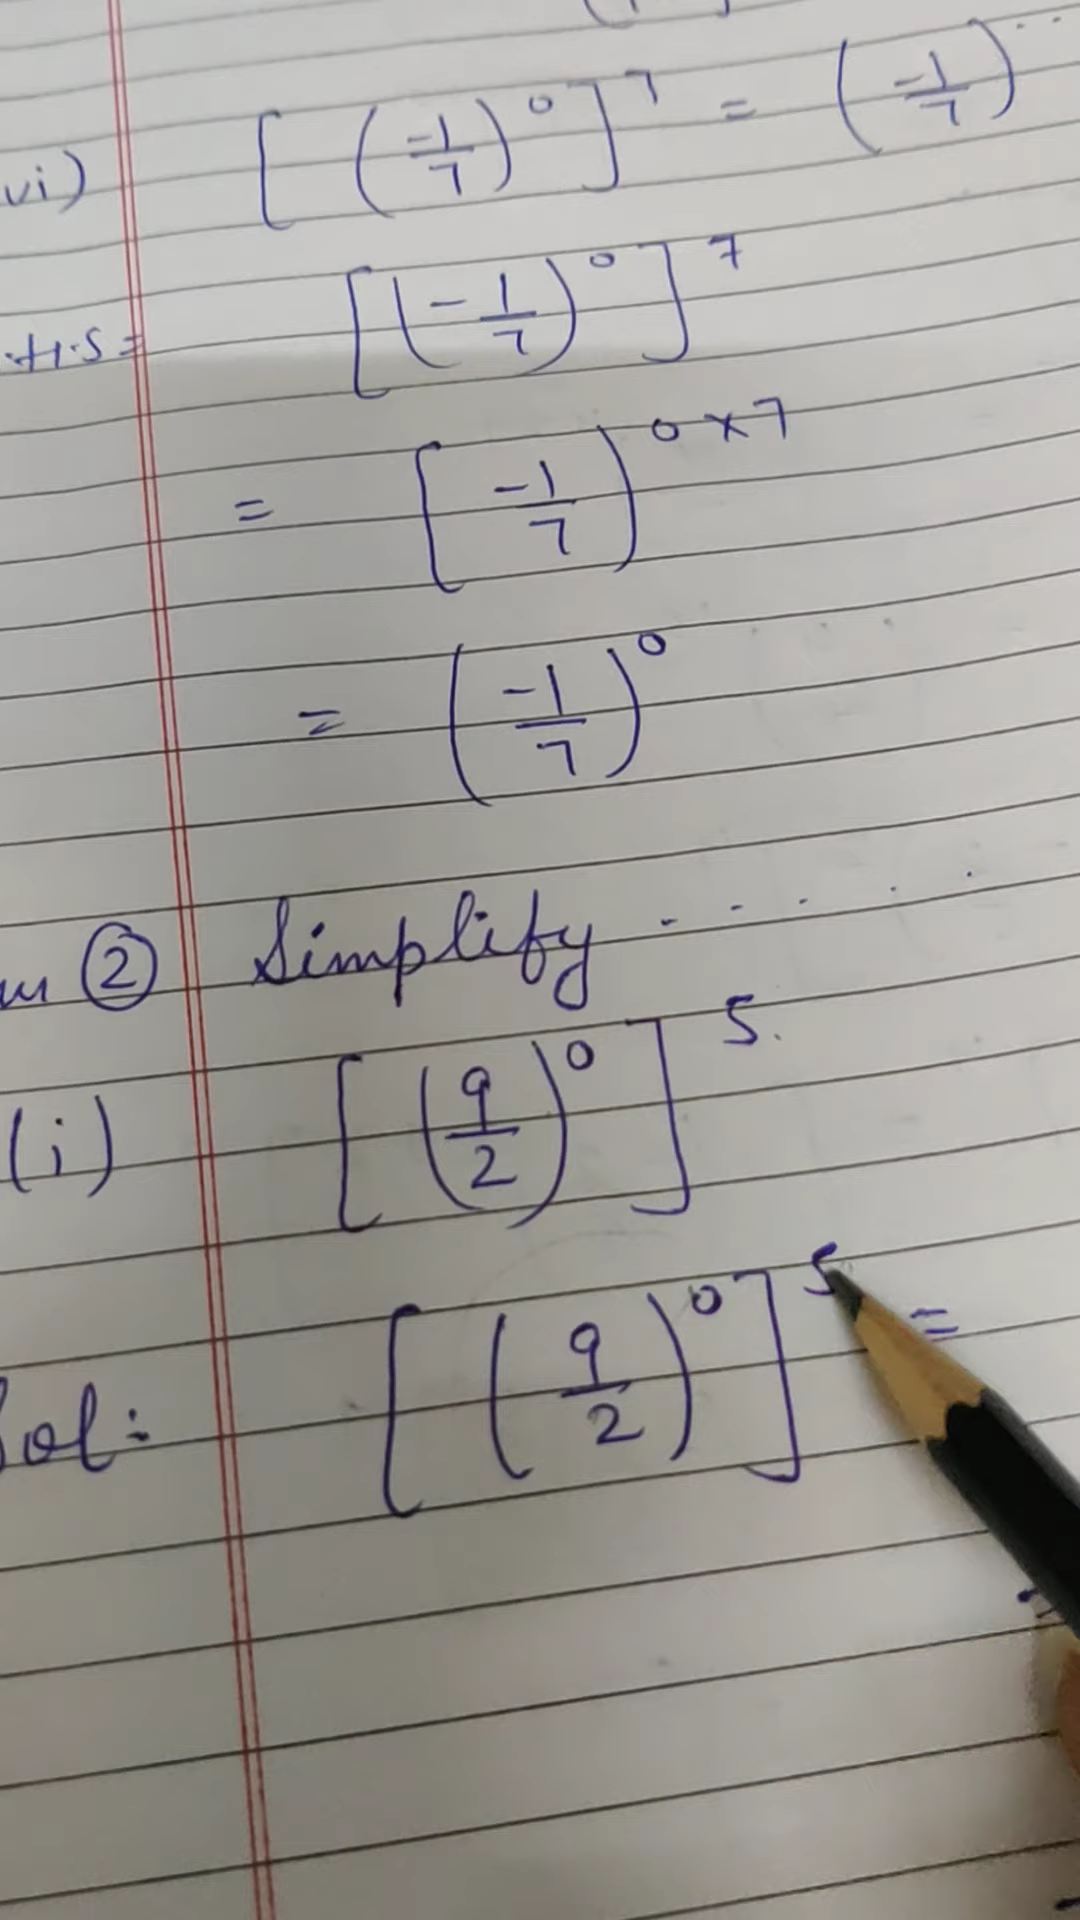 vi) [(-1/7)⁰]⁷ = (-1/7)...
.H.S = [(-1/7)⁰]⁷
= [-1/7)⁰ˣ⁷
= (-1/7)⁰
② Simplify - - . . .
(i) [(9/2)⁰]⁵.
Sol: [(9/2)⁰]⁵ =